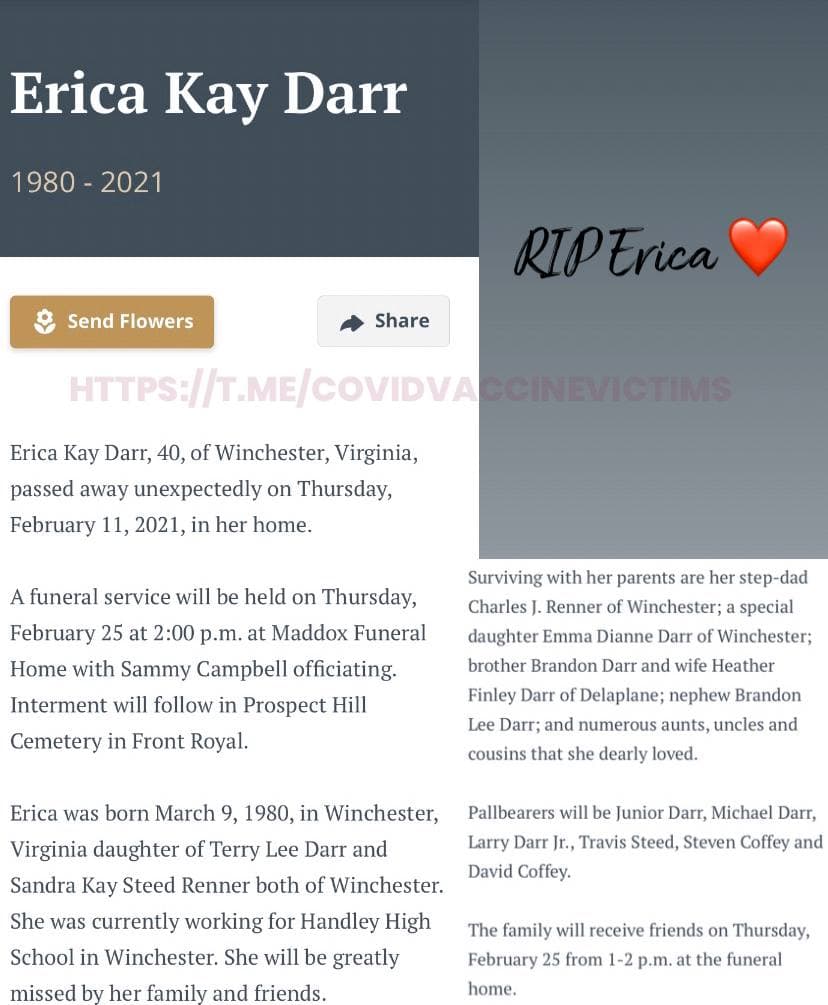 Erica Kay Darr
1980 - 2021
Send Flowers
Share
RIP Erica ❤️
HTTPS://T.ME/COVIDVACCINEVICTIMS
Erica Kay Darr, 40, of Winchester, Virginia,
passed away unexpectedly on Thursday,
February 11, 2021, in her home.
A funeral service will be held on Thursday,
February 25 at 2:00 p.m. at Maddox Funeral
Home with Sammy Campbell officiating.
Interment will follow in Prospect Hill
Cemetery in Front Royal.
Erica was born March 9, 1980, in Winchester,
Virginia daughter of Terry Lee Darr and
Sandra Kay Steed Renner both of Winchester.
She was currently working for Handley High
School in Winchester. She will be greatly
missed by her family and friends.
Surviving with her parents are her step-dad
Charles J. Renner of Winchester; a special
daughter Emma Dianne Darr of Winchester;
brother Brandon Darr and wife Heather
Finley Darr of Delaplane; nephew Brandon
Lee Darr; and numerous aunts, uncles and
cousins that she dearly loved.
Pallbearers will be Junior Darr, Michael Darr,
Larry Darr Jr., Travis Steed, Steven Coffey and
David Coffey.
The family will receive friends on Thursday,
February 25 from 1-2 p.m. at the funeral
home.